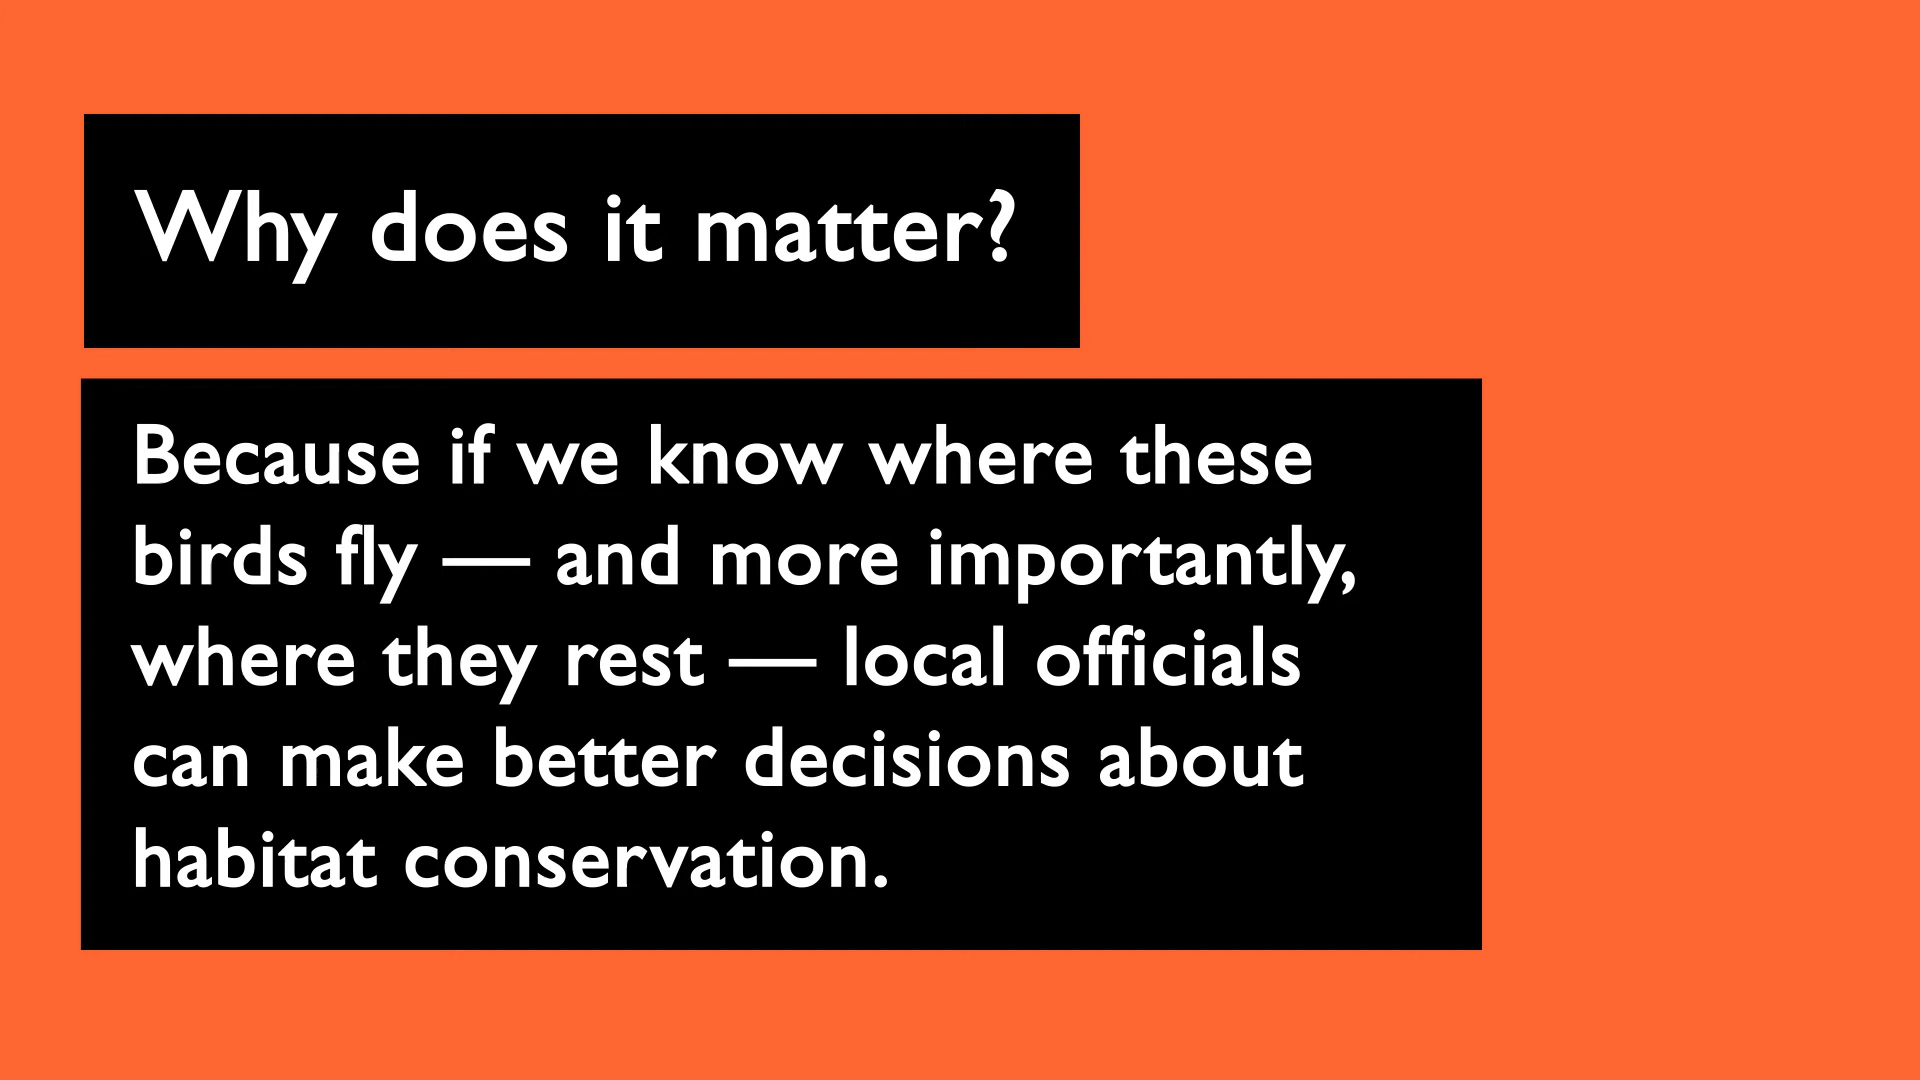 Why does it matter?
Because if we know where these
birds fly — and more importantly,
where they rest — local officials
can make better decisions about
habitat conservation.